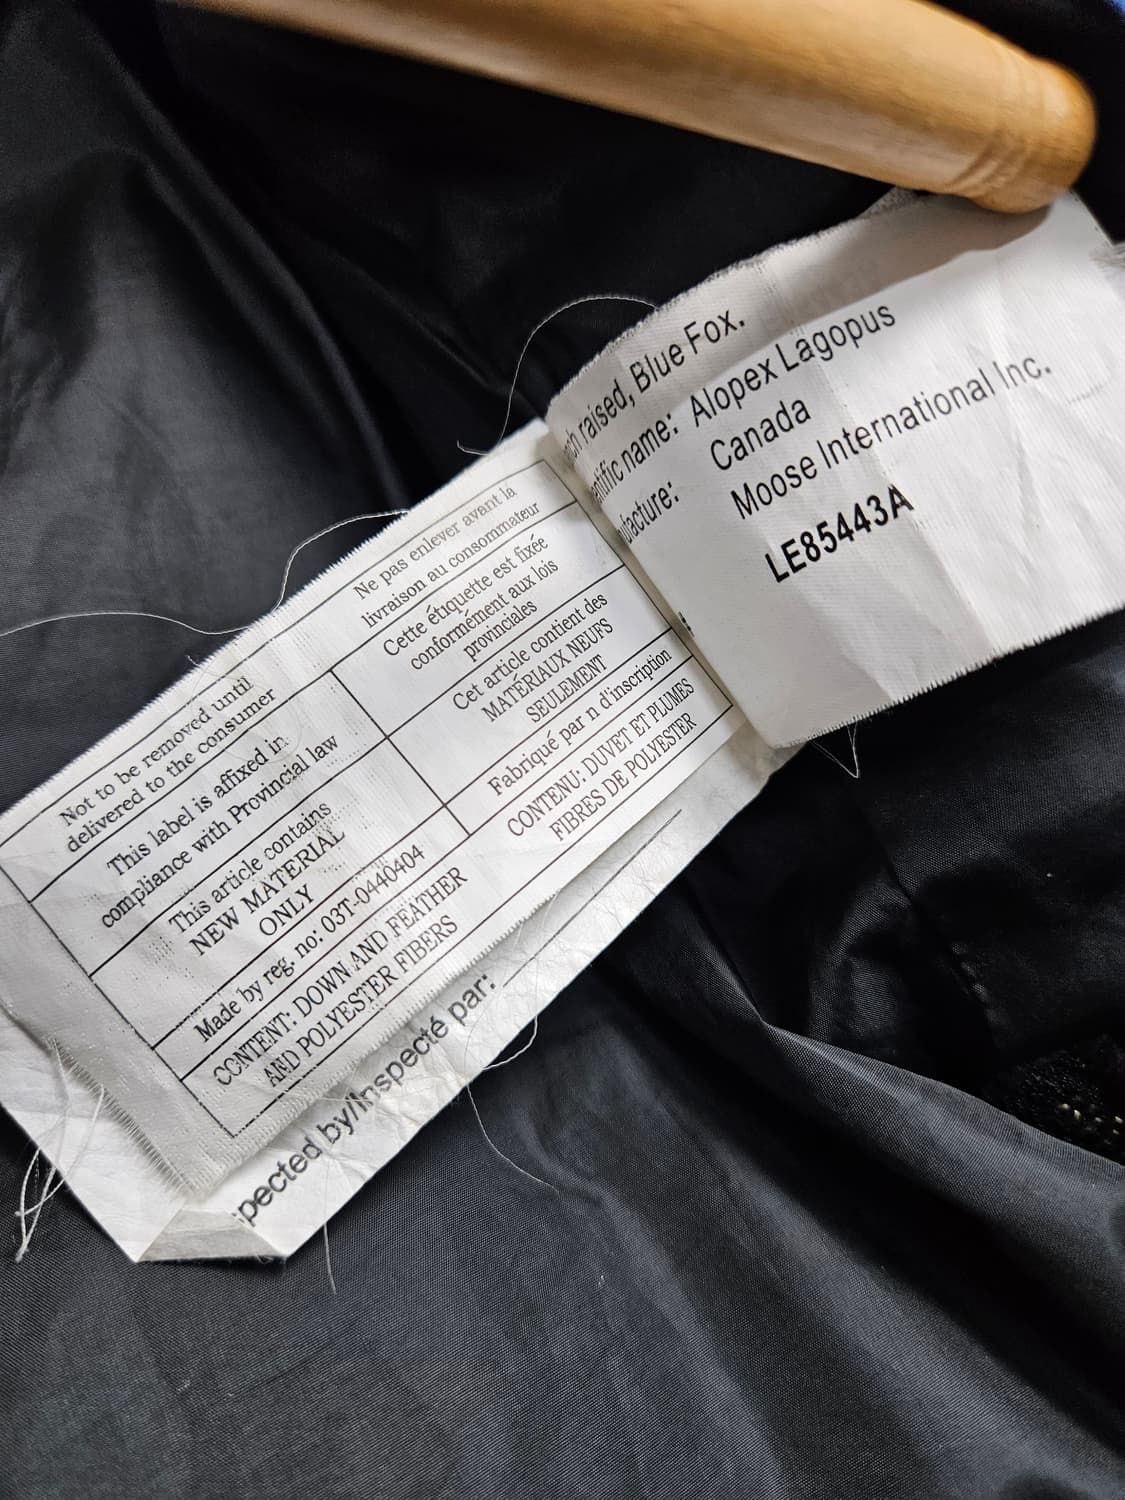 raised, Blue Fox.
name: Alopex Lagopus
Canada
Moose International Inc.
LE85443A
Ne pas enlever avant la
livraison au consommateur
Cette étiquette est fixée
conformément aux lois
provinciales
Cet article contient des
MATÉRIAUX NEUFS
SEULEMENT
Fabriqué par n d'inscription
CONTENU: DUVET ET PLUMES
FIBRES DE POLYESTER
Not to be removed until
delivered to the consumer
This label is affixed in
compliance with Provincial law
This article contains
NEW MATERIAL
ONLY
Made by reg. no: 03T-0440404
CONTENT: DOWN AND FEATHER
AND POLYESTER FIBERS
by/Inspecté par: